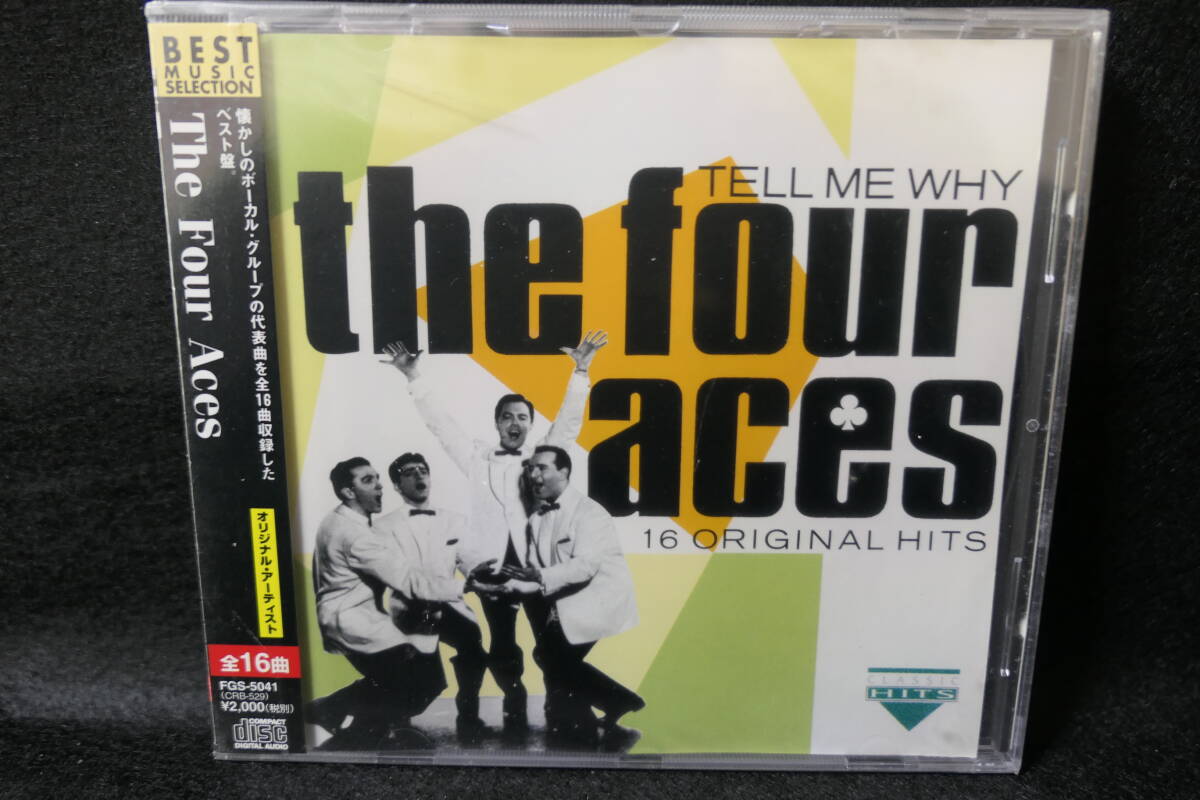 BEST
MUSIC
SELECTION
懐かしのボーカル・グループの代表曲を全16曲収録した
ベスト盤。
The Four Aces
オリジナル・アーティスト
全16曲
FGS-5041
(CRB-529)
¥2,000(税別)
COMPACT
disc
DIGITAL AUDIO
TELL ME WHY
the four
aces
16 ORIGINAL HITS
CLASSIC
HITS